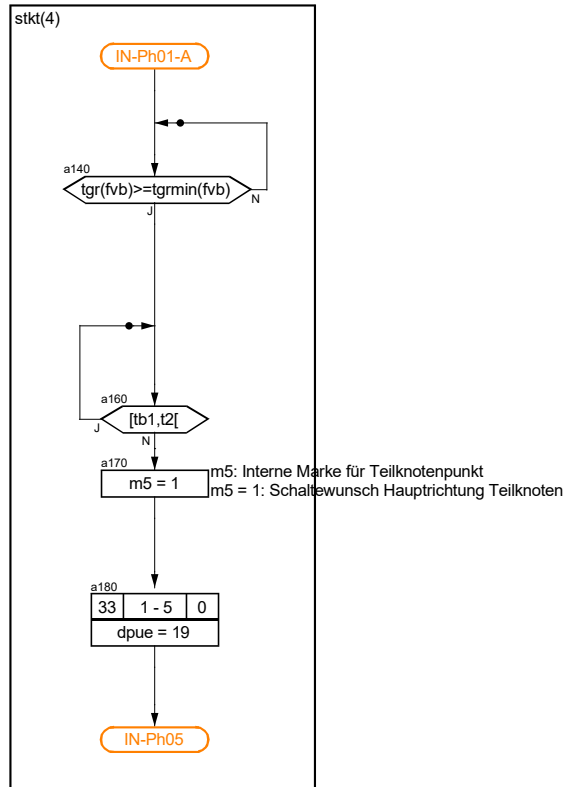 stkt(4)
IN-Ph01-A
a140
tgr(fvb)>=tgrmin(fvb)
N
J
a160
[tb1,t2[
J
N
a170
m5 = 1
m5: Interne Marke für Teilknotenpunkt
m5 = 1: Schaltewunsch Hauptrichtung Teilknoten
a180
33 1 - 5 0
dpue = 19
IN-Ph05